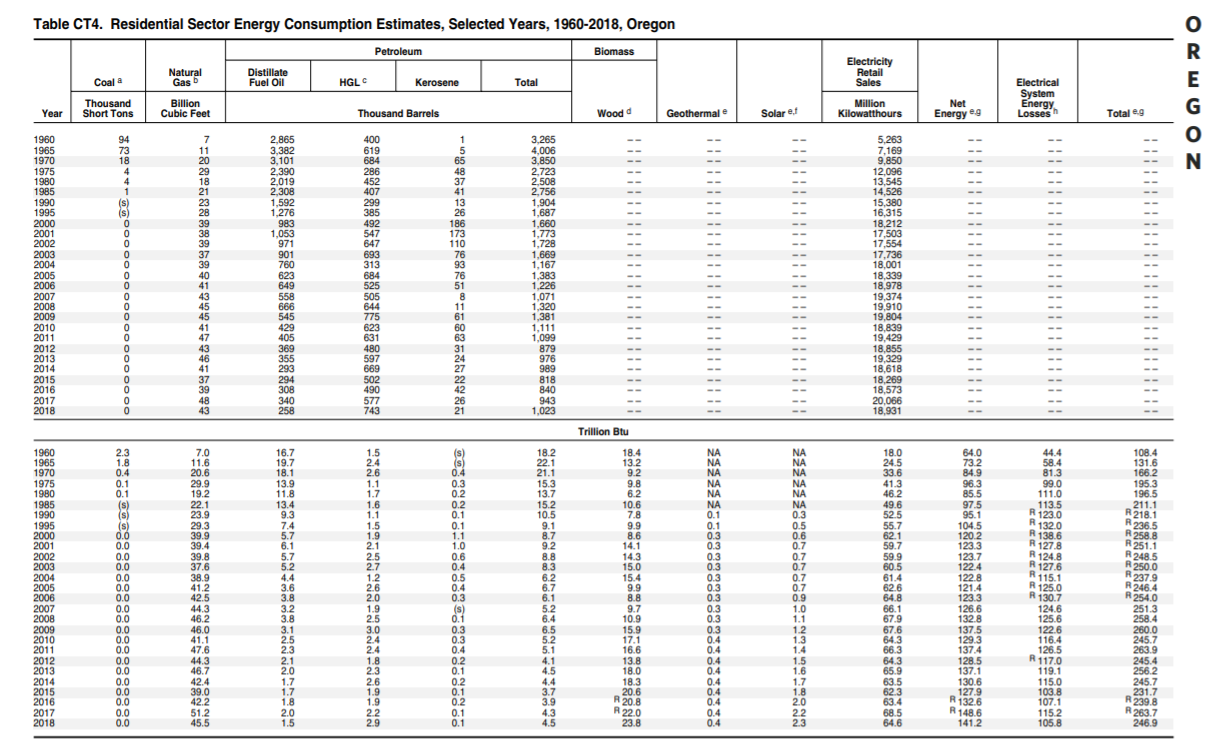 Table CT4. Residential Sector Energy Consumption Estimates, Selected Years, 1960-2018, Oregon
OREGON
Petroleum Biomass
Coal a Natural Gas b Distillate Fuel Oil HGL c Kerosene Total Electricity Retail Sales Electrical System Energy Losses h
Year Thousand Short Tons Billion Cubic Feet Thousand Barrels Wood d Geothermal e Solar e,f Million Kilowatthours Net Energy e,g Total e,g
1960 94 7 2,865 400 1 3,265 – – – – – – 5,263 – – – – – –
1965 73 11 3,382 619 5 4,006 – – – – – – 7,169 – – – – – –
1970 18 20 3,101 684 65 3,850 – – – – – – 9,850 – – – – – –
1975 4 29 2,390 286 48 2,723 – – – – – – 12,096 – – – – – –
1980 4 18 2,019 452 37 2,508 – – – – – – 13,545 – – – – – –
1985 1 21 2,308 407 41 2,756 – – – – – – 14,526 – – – – – –
1990 (s) 23 1,592 299 13 1,904 – – – – – – 15,380 – – – – – –
1995 (s) 28 1,276 385 26 1,687 – – – – – – 16,315 – – – – – –
2000 0 39 983 492 186 1,660 – – – – – – 18,212 – – – – – –
2001 0 38 1,053 547 173 1,773 – – – – – – 17,503 – – – – – –
2002 0 39 971 647 110 1,728 – – – – – – 17,554 – – – – – –
2003 0 37 901 693 76 1,669 – – – – – – 17,736 – – – – – –
2004 0 39 760 313 93 1,167 – – – – – – 18,001 – – – – – –
2005 0 40 623 684 76 1,383 – – – – – – 18,339 – – – – – –
2006 0 41 649 525 51 1,226 – – – – – – 18,978 – – – – – –
2007 0 43 558 505 8 1,071 – – – – – – 19,374 – – – – – –
2008 0 45 666 644 11 1,320 – – – – – – 19,910 – – – – – –
2009 0 45 545 775 61 1,381 – – – – – – 19,804 – – – – – –
2010 0 41 429 623 60 1,111 – – – – – – 18,839 – – – – – –
2011 0 47 405 631 63 1,099 – – – – – – 19,429 – – – – – –
2012 0 43 369 480 31 879 – – – – – – 18,855 – – – – – –
2013 0 46 355 597 24 976 – – – – – – 19,329 – – – – – –
2014 0 41 293 669 27 989 – – – – – – 18,618 – – – – – –
2015 0 37 294 502 22 818 – – – – – – 18,269 – – – – – –
2016 0 39 308 490 42 840 – – – – – – 18,573 – – – – – –
2017 0 48 340 577 26 943 – – – – – – 20,066 – – – – – –
2018 0 43 258 743 21 1,023 – – – – – – 18,931 – – – – – –
Trillion Btu
1960 2.3 7.0 16.7 1.5 (s) 18.2 18.4 NA NA 18.0 64.0 44.4 108.4
1965 1.8 11.6 19.7 2.4 (s) 22.1 13.2 NA NA 24.5 73.2 58.4 131.6
1970 0.4 20.6 18.1 2.6 0.4 21.1 9.2 NA NA 33.6 84.9 81.3 166.2
1975 0.1 29.9 13.9 1.1 0.3 15.3 9.8 NA NA 41.3 96.3 99.0 195.3
1980 0.1 19.2 11.8 1.7 0.2 13.7 6.2 NA NA 46.2 85.5 111.0 196.5
1985 (s) 22.1 13.4 1.6 0.2 15.2 10.6 NA NA 49.6 97.5 113.5 211.1
1990 (s) 23.9 9.3 1.1 0.1 10.5 7.8 0.1 0.3 52.5 95.1 R 123.0 R 218.1
1995 (s) 29.3 7.4 1.5 0.1 9.1 9.9 0.1 0.5 55.7 104.5 R 132.0 R 236.5
2000 0.0 39.9 5.7 1.9 1.1 8.7 8.6 0.3 0.6 62.1 120.2 R 138.6 R 258.8
2001 0.0 39.4 6.1 2.1 1.0 9.2 14.1 0.3 0.7 59.7 123.3 R 127.8 R 251.1
2002 0.0 39.8 5.7 2.5 0.6 8.8 14.3 0.3 0.7 59.9 123.7 R 124.8 R 248.5
2003 0.0 37.6 5.2 2.7 0.4 8.3 15.0 0.3 0.7 60.5 122.4 R 127.6 R 250.0
2004 0.0 38.9 4.4 1.2 0.5 6.2 15.4 0.3 0.7 61.4 122.8 R 115.1 R 237.9
2005 0.0 41.2 3.6 2.6 0.4 6.7 9.9 0.3 0.7 62.6 121.4 R 125.0 R 246.4
2006 0.0 42.5 3.8 2.0 0.3 6.1 8.8 0.3 0.9 64.8 123.3 R 130.7 R 254.0
2007 0.0 44.3 3.2 1.9 (s) 5.2 9.7 0.3 1.0 66.1 126.6 124.6 251.3
2008 0.0 46.2 3.8 2.5 0.1 6.4 10.9 0.3 1.1 67.9 132.8 125.6 258.4
2009 0.0 46.0 3.1 3.0 0.3 6.5 15.9 0.3 1.2 67.6 137.5 122.6 260.0
2010 0.0 41.1 2.5 2.4 0.3 5.2 17.1 0.4 1.3 64.3 129.3 116.4 245.7
2011 0.0 47.6 2.3 2.4 0.4 5.1 16.6 0.4 1.4 66.3 137.4 126.5 263.9
2012 0.0 44.3 2.1 1.8 0.2 4.1 13.8 0.4 1.5 64.3 128.5 R 117.0 245.4
2013 0.0 46.7 2.0 2.3 0.1 4.5 18.0 0.4 1.6 65.9 137.1 119.1 256.2
2014 0.0 42.4 1.7 2.6 0.2 4.4 18.3 0.4 1.7 63.5 130.6 115.0 245.7
2015 0.0 39.0 1.7 1.9 0.1 3.7 20.6 0.4 1.8 62.3 127.9 103.8 231.7
2016 0.0 42.2 1.8 1.9 0.2 3.9 R 20.8 0.4 2.0 63.4 R 132.6 107.1 R 239.8
2017 0.0 51.2 2.0 2.2 0.1 4.3 R 22.0 0.4 2.2 68.5 R 148.6 115.2 R 263.7
2018 0.0 45.5 1.5 2.9 0.1 4.5 23.8 0.4 2.3 64.6 141.2 105.8 246.9